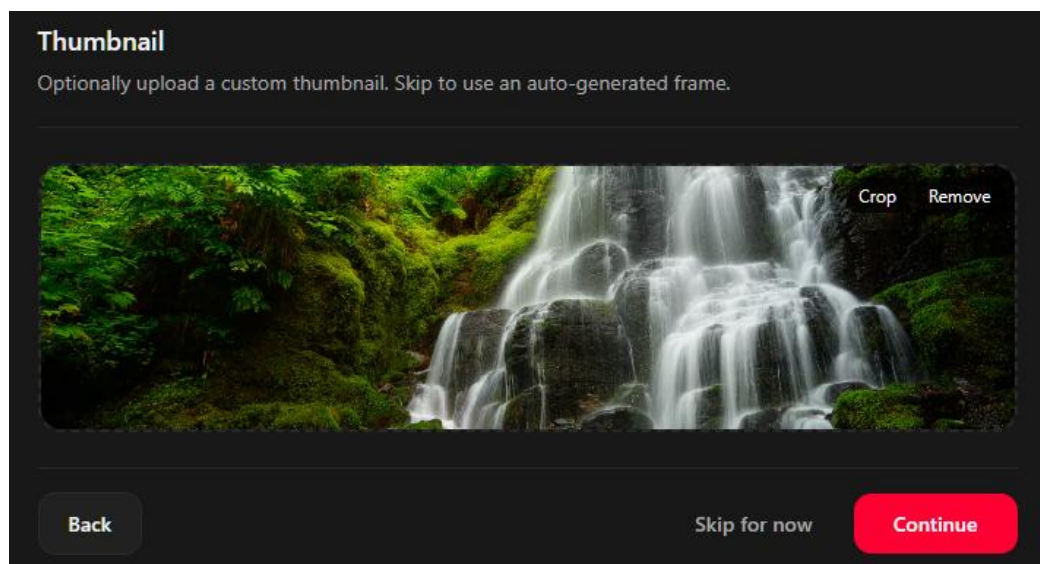 Thumbnail
Optionally upload a custom thumbnail. Skip to use an auto-generated frame.
Crop Remove
Back Skip for now Continue